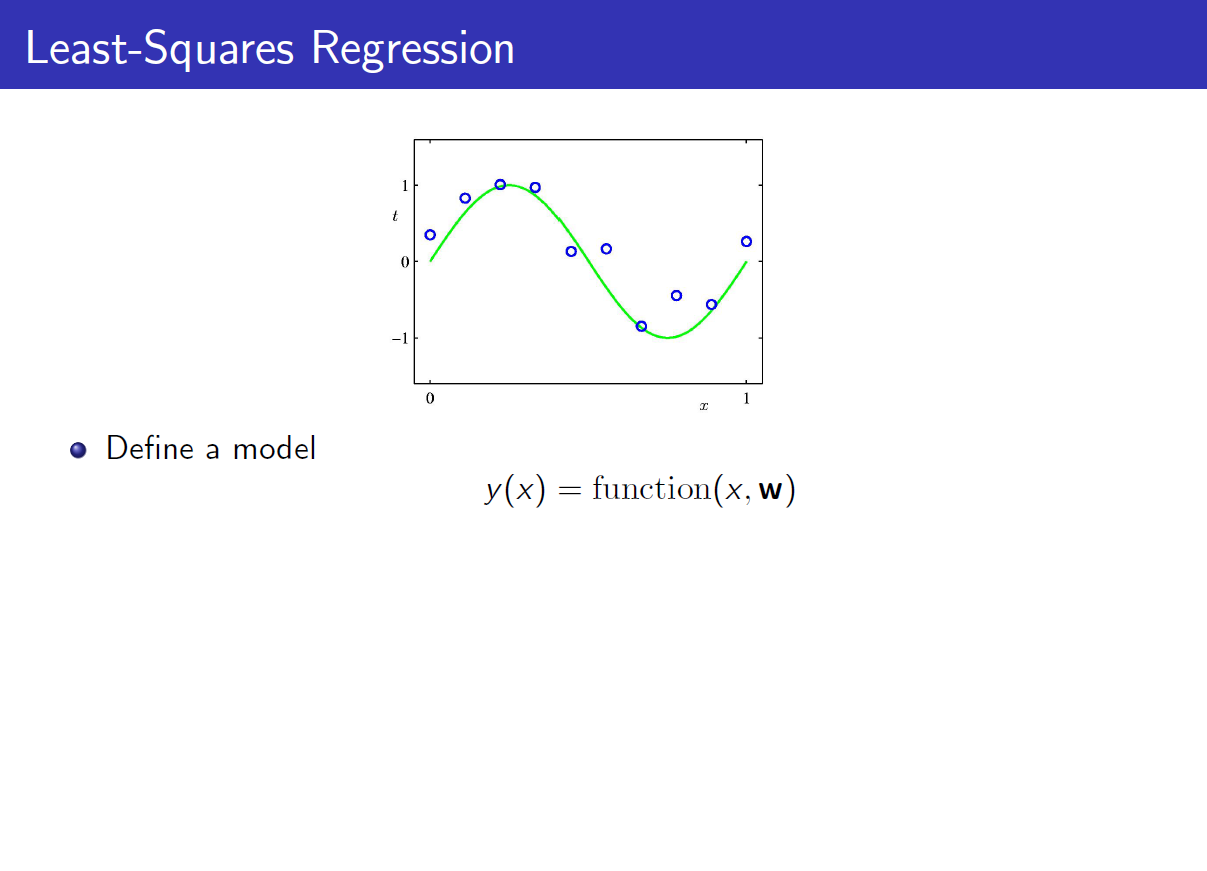 Least-Squares Regression
1
t
0
−1
0
x
1
Define a model
y(x) = function(x, w)